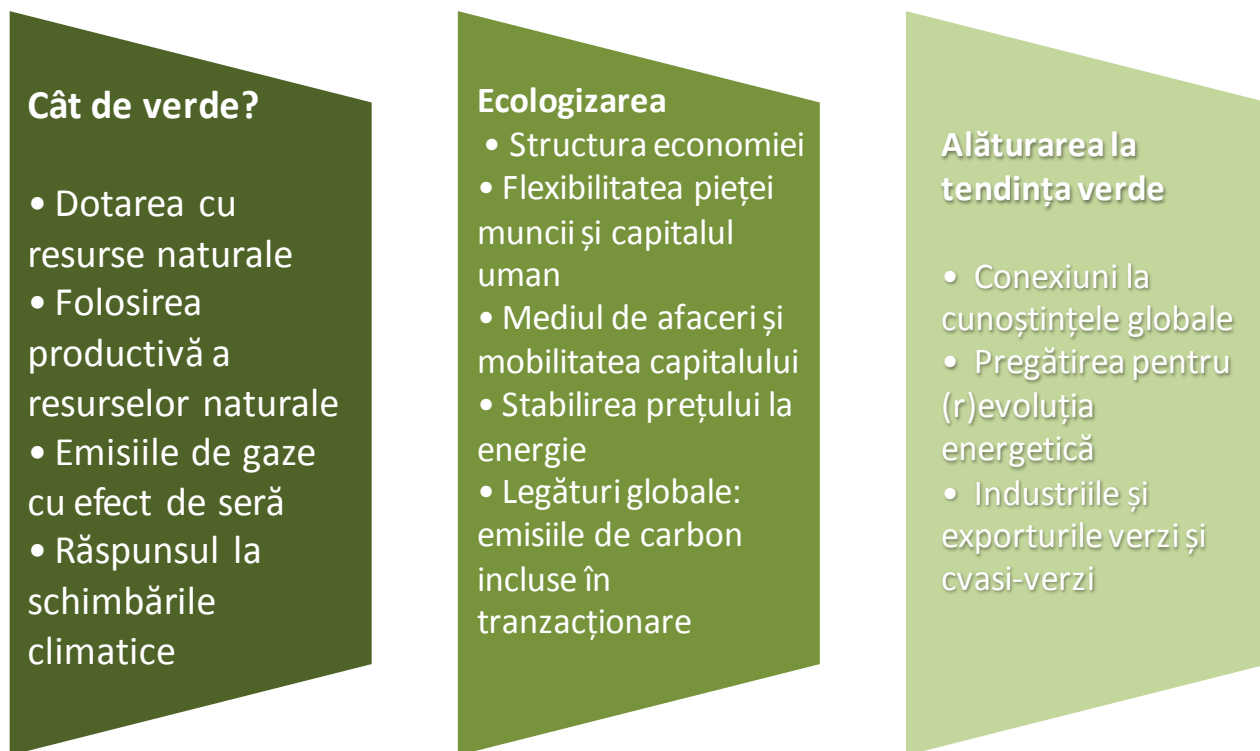 Cât de verde?
• Dotarea cu
resurse naturale
• Folosirea
productivă a
resurselor naturale
• Emisiile de gaze
cu efect de seră
• Răspunsul la
schimbările
climatice
Ecologizarea
• Structura economiei
• Flexibilitatea pieței
muncii și capitalul
uman
• Mediul de afaceri și
mobilitatea capitalului
• Stabilirea prețului la
energie
• Legături globale:
emisiile de carbon
incluse în
tranzacționare
Alăturarea la
tendința verde
• Conexiuni la
cunoștințele globale
• Pregătirea pentru
(r)evoluția
energetică
• Industriile și
exporturile verzi și
cvasi-verzi